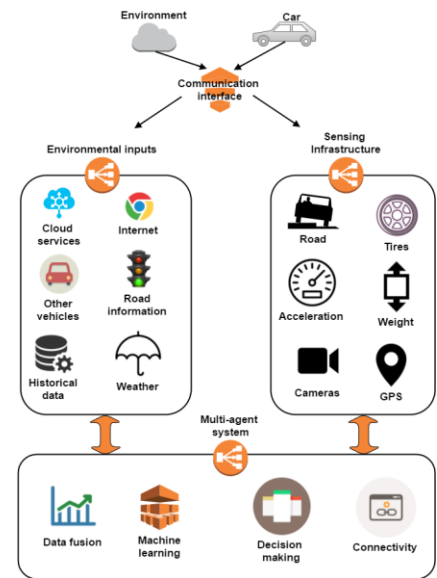 Environment
Car
Communication
interface
Environmental inputs
Sensing
Infrastructure
Cloud
services
Internet
Other
vehicles
Road
information
Historical
data
Weather
Road
Tires
Acceleration
Weight
Cameras
GPS
Multi-agent
system
Data fusion
Machine
learning
Decision
making
Connectivity